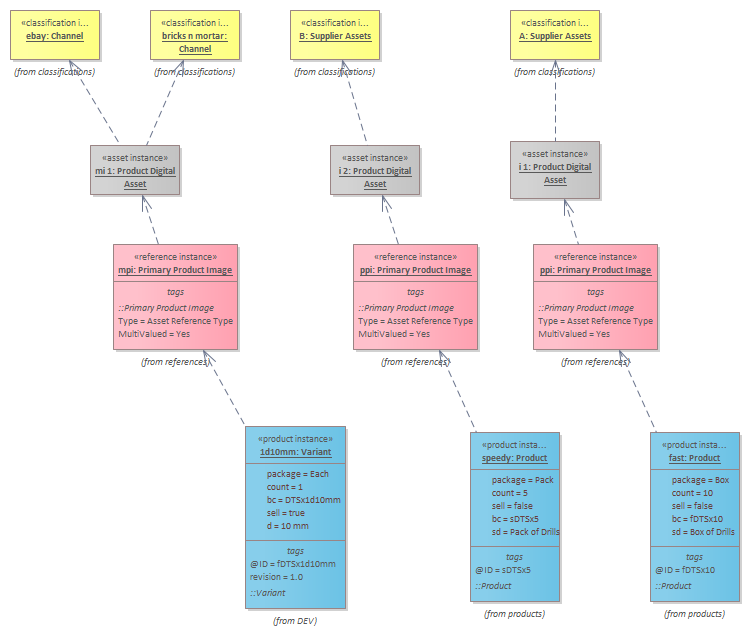 «classification i...
ebay: Channel
(from classifications)
«classification i...
bricks n mortar:
Channel
(from classifications)
«classification i...
B: Supplier Assets
(from classifications)
«classification i...
A: Supplier Assets
(from classifications)
«asset instance»
mi 1: Product Digital
Asset
«asset instance»
i 2: Product Digital
Asset
«asset instance»
i 1: Product Digital
Asset
«reference instance»
mpi: Primary Product Image
tags
::Primary Product Image
Type = Asset Reference Type
MultiValued = Yes
(from references)
«reference instance»
ppi: Primary Product Image
tags
::Primary Product Image
Type = Asset Reference Type
MultiValued = Yes
(from references)
«reference instance»
ppi: Primary Product Image
tags
::Primary Product Image
Type = Asset Reference Type
MultiValued = Yes
(from references)
«product instance»
1d10mm: Variant
package = Each
count = 1
bc = DTSx1d10mm
sell = true
d = 10 mm
tags
@ID = fDTSx1d10mm
revision = 1.0
::Variant
(from DEV)
«product insta...
speedy: Product
package = Pack
count = 5
sell = false
bc = sDTSx5
sd = Pack of Drills
tags
@ID = sDTSx5
::Product
(from products)
«product insta...
fast: Product
package = Box
count = 10
sell = false
bc = fDTSx10
sd = Box of Drills
tags
@ID = fDTSx10
::Product
(from products)